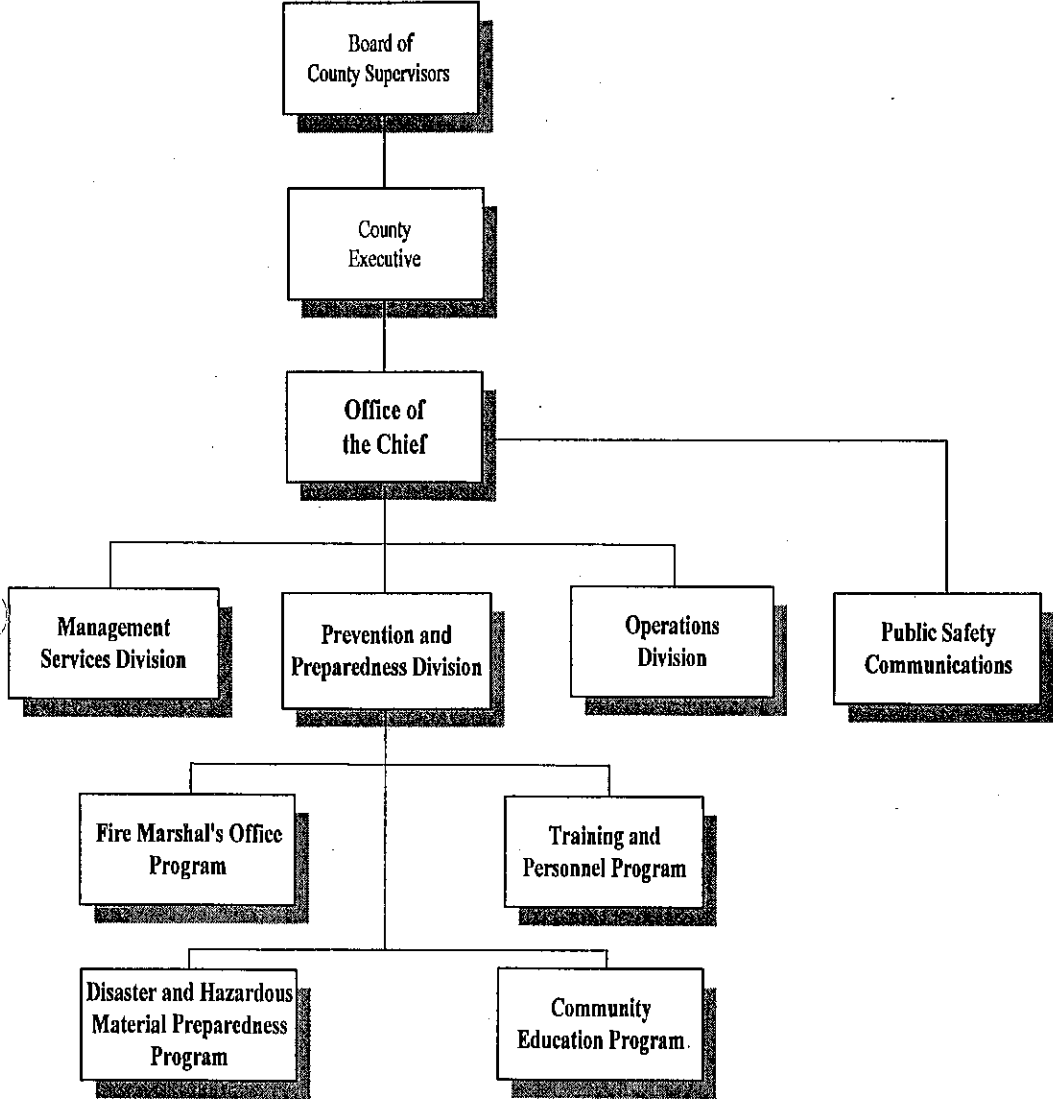 Board of
County Supervisors
County
Executive
Office of
the Chief
Management
Services Division
Prevention and
Preparedness Division
Operations
Division
Public Safety
Communications
Fire Marshal's Office
Program
Training and
Personnel Program
Disaster and Hazardous
Material Preparedness
Program
Community
Education Program